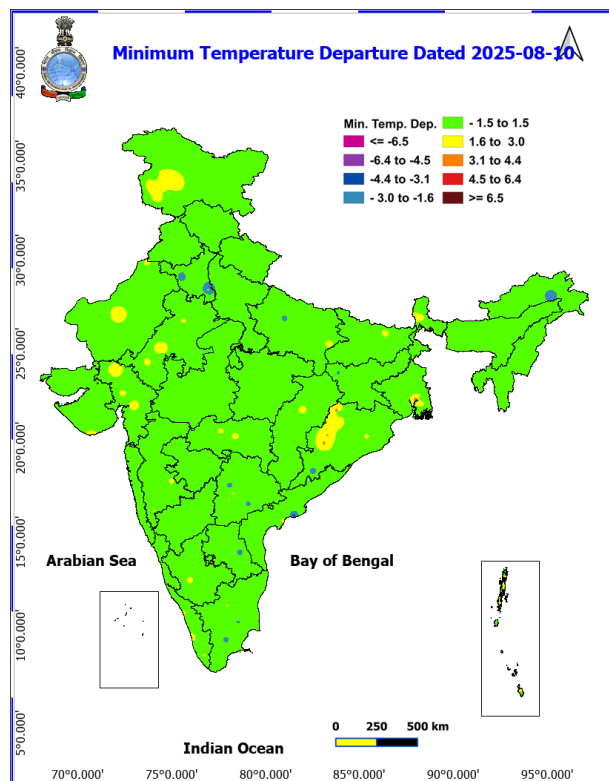 Minimum Temperature Departure Dated 2025-08-10
Min. Temp. Dep.
<= -6.5
-6.4 to -4.5
-4.4 to -3.1
- 3.0 to -1.6
- 1.5 to 1.5
1.6 to 3.0
3.1 to 4.4
4.5 to 6.4
>= 6.5
40°0.000'
35°0.000'
30°0.000'
25°0.000'
20°0.000'
15°0.000'
10°0.000'
5°0.000'
Arabian Sea
Bay of Bengal
Indian Ocean
0 250 500 km
70°0.000' 75°0.000' 80°0.000' 85°0.000' 90°0.000' 95°0.000'